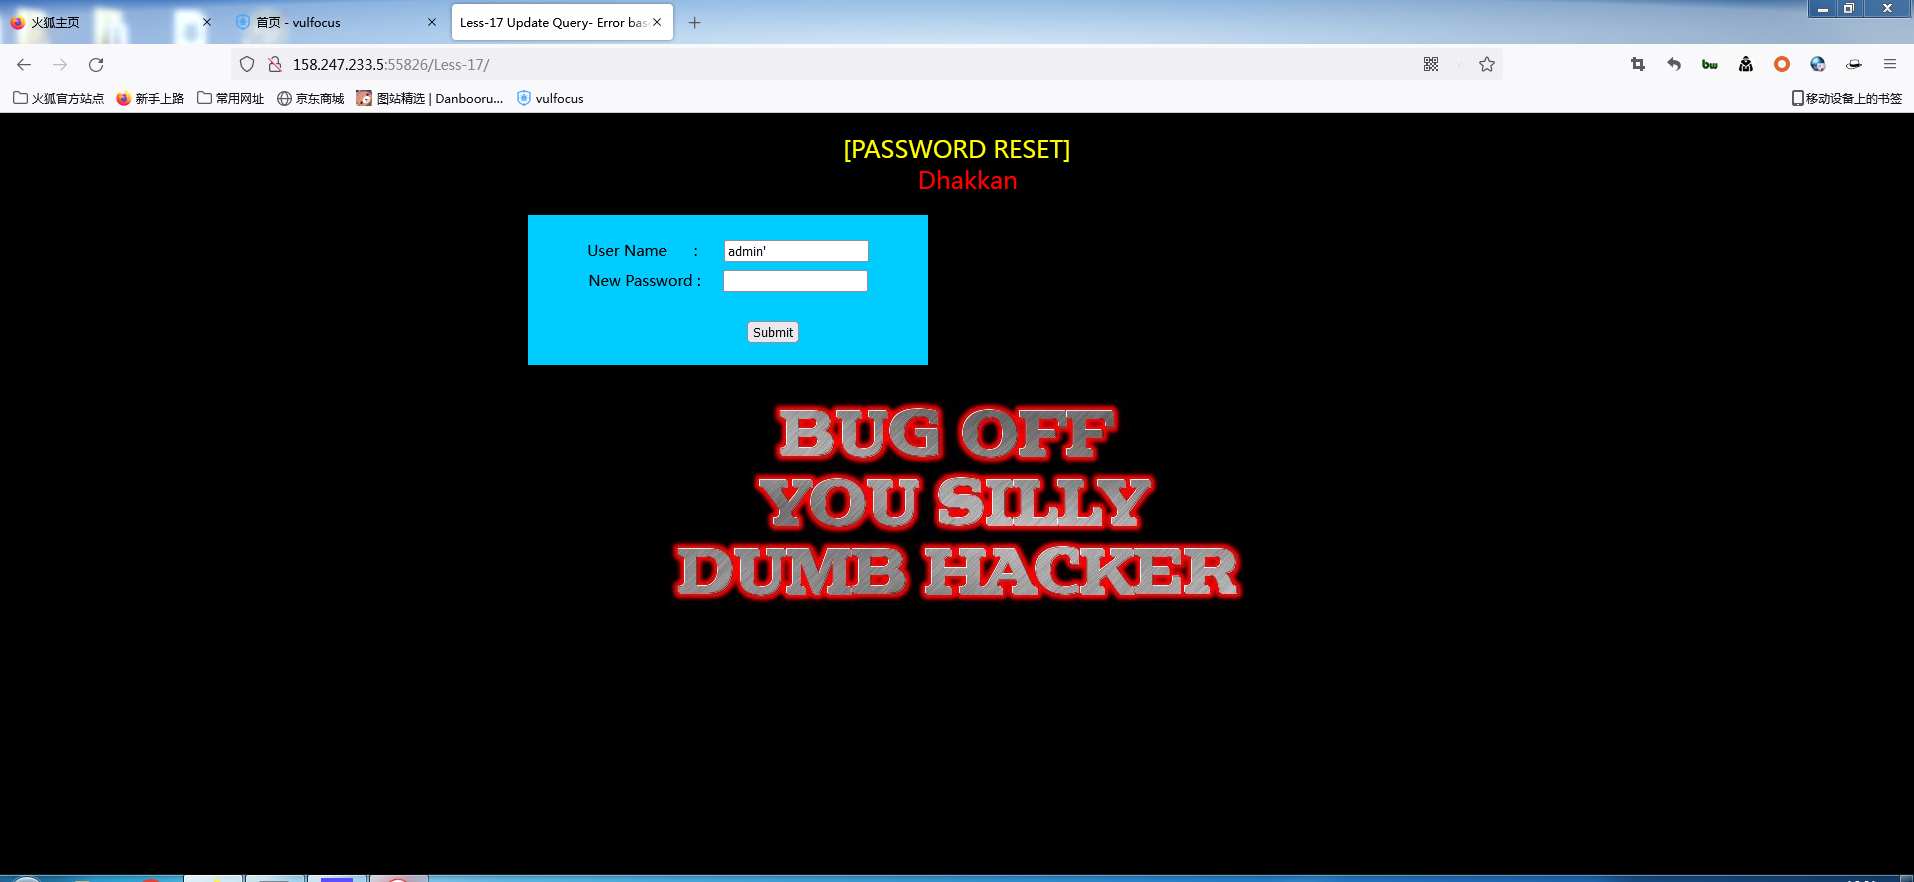 火狐主页
首页 - vulfocus
Less-17 Update Query- Error bas
158.247.233.5:55826/Less-17/
火狐官方站点
新手上路
常用网址
京东商城
图站精选 | Danbooru...
vulfocus
移动设备上的书签
[PASSWORD RESET]
Dhakkan
User Name :
admin'
New Password :
Submit
BUG OFF
YOU SILLY
DUMB HACKER